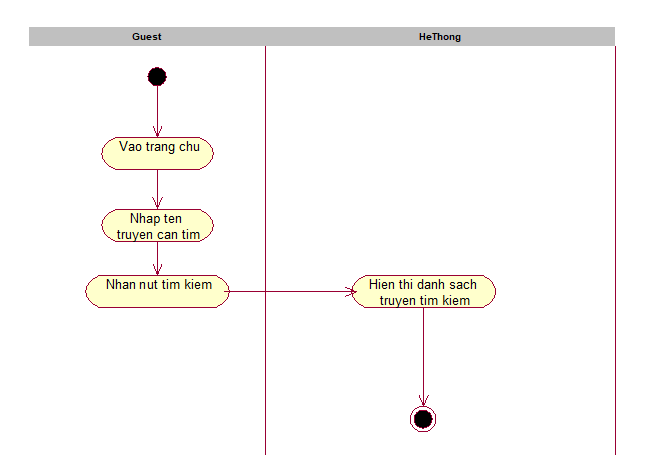 Guest
HeThong
Vao trang chu
Nhap ten
truyen can tim
Nhan nut tim kiem
Hien thi danh sach
truyen tim kiem